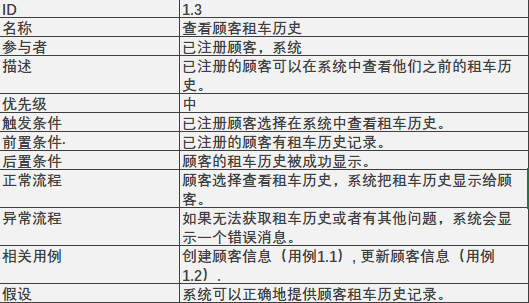 ID 1.3
名称 查看顾客租车历史
参与者 已注册顾客，系统
描述 已注册的顾客可以在系统中查看他们之前的租车历
史。
优先级 中
触发条件 已注册顾客选择在系统中查看租车历史。
前置条件· 已注册的顾客有租车历史记录。
后置条件 顾客的租车历史被成功显示。
正常流程 顾客选择查看租车历史，系统把租车历史显示给顾
客。
异常流程 如果无法获取租车历史或者有其他问题，系统会显
示一个错误消息。
相关用例 创建顾客信息（用例1.1）, 更新顾客信息（用例
1.2）.
假设 系统可以正确地提供顾客租车历史记录。